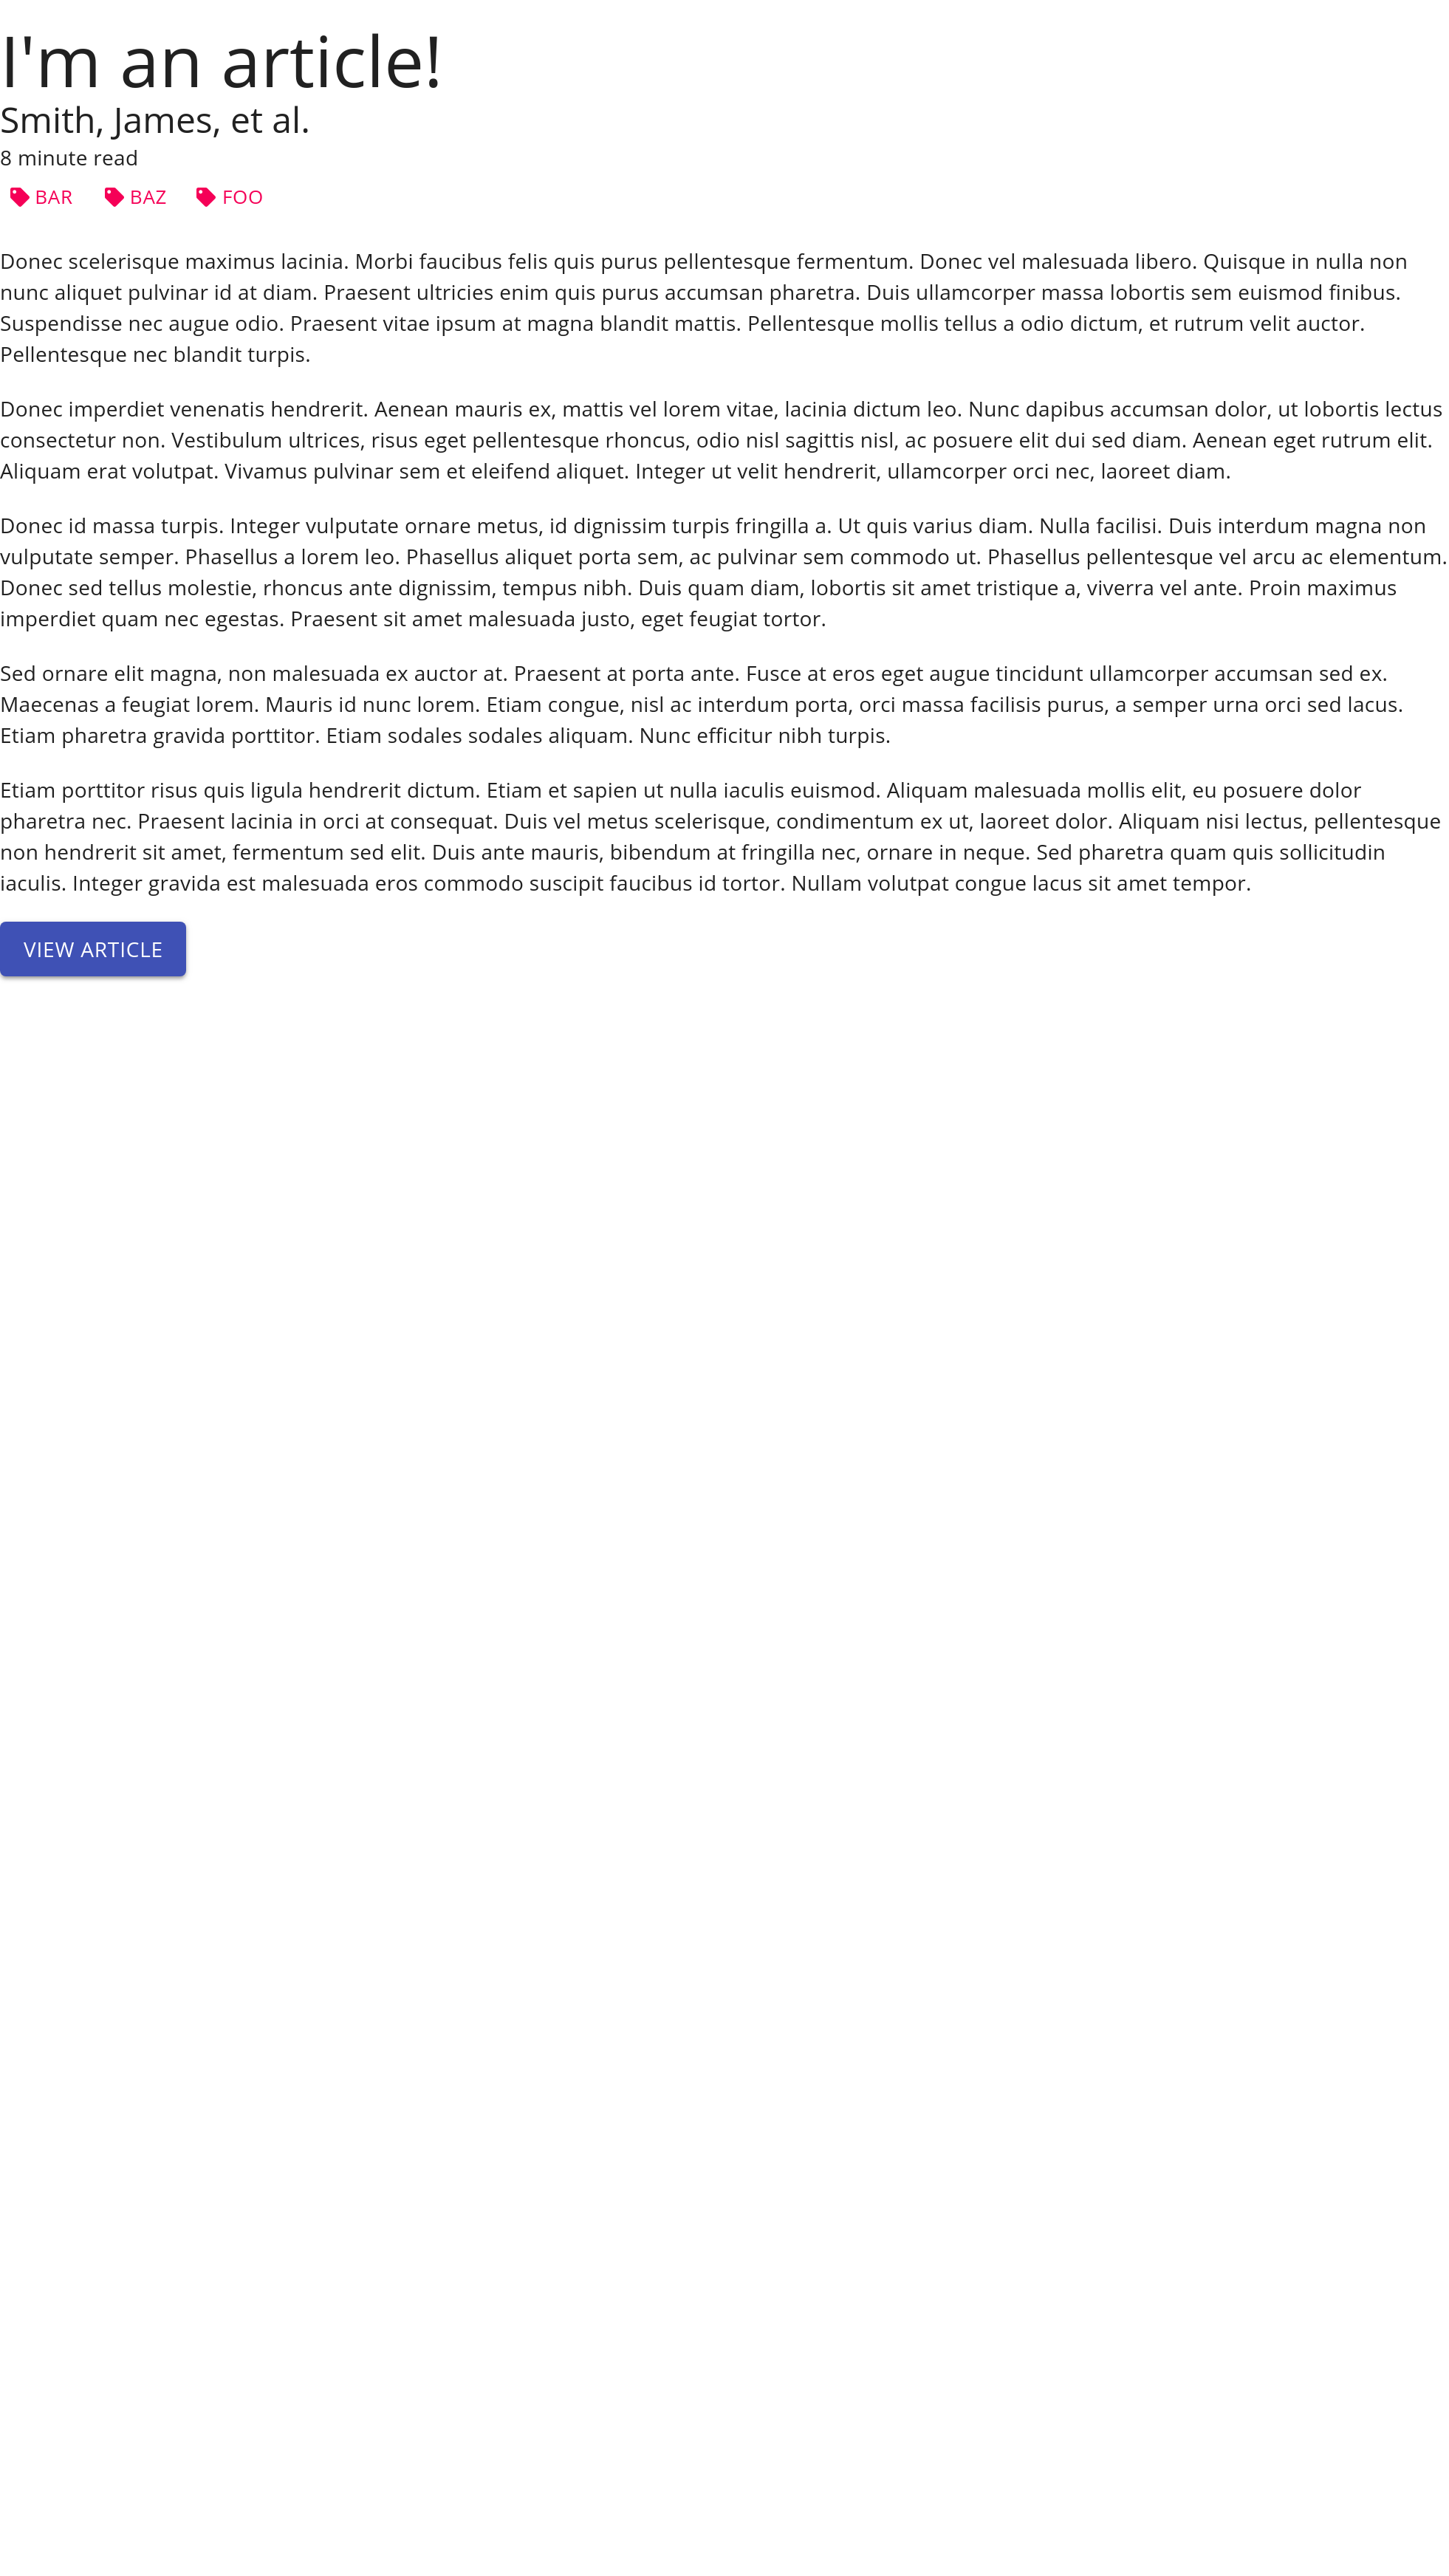 I'm an article!
Smith, James, et al.
8 minute read
BAR BAZ FOO
Donec scelerisque maximus lacinia. Morbi faucibus felis quis purus pellentesque fermentum. Donec vel malesuada libero. Quisque in nulla non
nunc aliquet pulvinar id at diam. Praesent ultricies enim quis purus accumsan pharetra. Duis ullamcorper massa lobortis sem euismod finibus.
Suspendisse nec augue odio. Praesent vitae ipsum at magna blandit mattis. Pellentesque mollis tellus a odio dictum, et rutrum velit auctor.
Pellentesque nec blandit turpis.
Donec imperdiet venenatis hendrerit. Aenean mauris ex, mattis vel lorem vitae, lacinia dictum leo. Nunc dapibus accumsan dolor, ut lobortis lectus
consectetur non. Vestibulum ultrices, risus eget pellentesque rhoncus, odio nisl sagittis nisl, ac posuere elit dui sed diam. Aenean eget rutrum elit.
Aliquam erat volutpat. Vivamus pulvinar sem et eleifend aliquet. Integer ut velit hendrerit, ullamcorper orci nec, laoreet diam.
Donec id massa turpis. Integer vulputate ornare metus, id dignissim turpis fringilla a. Ut quis varius diam. Nulla facilisi. Duis interdum magna non
vulputate semper. Phasellus a lorem leo. Phasellus aliquet porta sem, ac pulvinar sem commodo ut. Phasellus pellentesque vel arcu ac elementum.
Donec sed tellus molestie, rhoncus ante dignissim, tempus nibh. Duis quam diam, lobortis sit amet tristique a, viverra vel ante. Proin maximus
imperdiet quam nec egestas. Praesent sit amet malesuada justo, eget feugiat tortor.
Sed ornare elit magna, non malesuada ex auctor at. Praesent at porta ante. Fusce at eros eget augue tincidunt ullamcorper accumsan sed ex.
Maecenas a feugiat lorem. Mauris id nunc lorem. Etiam congue, nisl ac interdum porta, orci massa facilisis purus, a semper urna orci sed lacus.
Etiam pharetra gravida porttitor. Etiam sodales sodales aliquam. Nunc efficitur nibh turpis.
Etiam porttitor risus quis ligula hendrerit dictum. Etiam et sapien ut nulla iaculis euismod. Aliquam malesuada mollis elit, eu posuere dolor
pharetra nec. Praesent lacinia in orci at consequat. Duis vel metus scelerisque, condimentum ex ut, laoreet dolor. Aliquam nisi lectus, pellentesque
non hendrerit sit amet, fermentum sed elit. Duis ante mauris, bibendum at fringilla nec, ornare in neque. Sed pharetra quam quis sollicitudin
iaculis. Integer gravida est malesuada eros commodo suscipit faucibus id tortor. Nullam volutpat congue lacus sit amet tempor.
VIEW ARTICLE